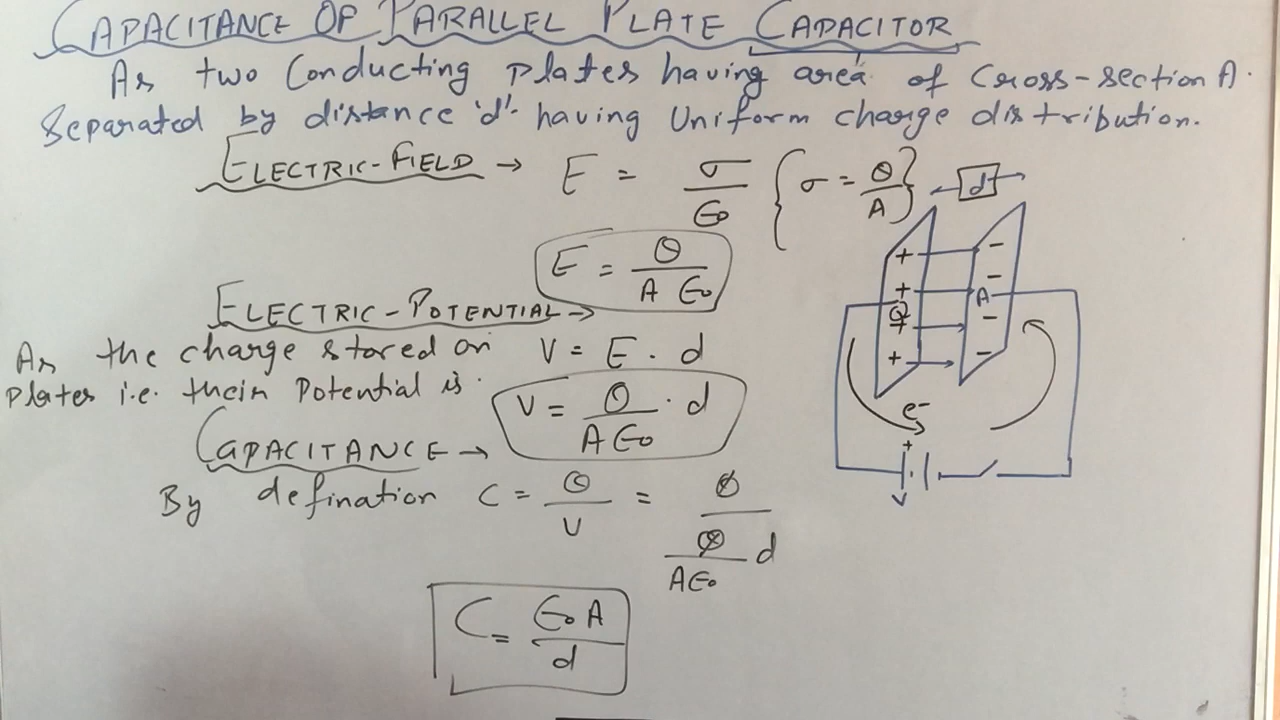 CAPACITANCE OF PARALLEL PLATE CAPACITOR
As two Conducting plates having area of Cross-section A.
Separated by distance 'd'. having Uniform charge distribution.
ELECTRIC-FIELD → E = σ/ε₀ {σ = Q/A}
d
E = Q/A ε₀
ELECTRIC-POTENTIAL →
As the charge stored on V = E . d
Plates i.e. their Potential is.
V = Q/Aε₀ . d
CAPACITANCE →
By defination C = Q/V = Q/(Q/Aε₀ d)
C = ε₀ A/d
+ -
+ -
Q A
+ -
+ -
e-
+
V